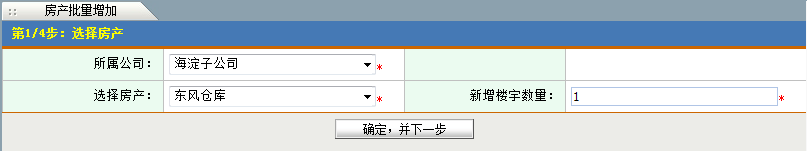 房产批量增加
第1/4步：选择房产
所属公司： 海淀子公司 *
选择房产： 东风仓库 * 新增楼宇数量： 1 *
确定，并下一步